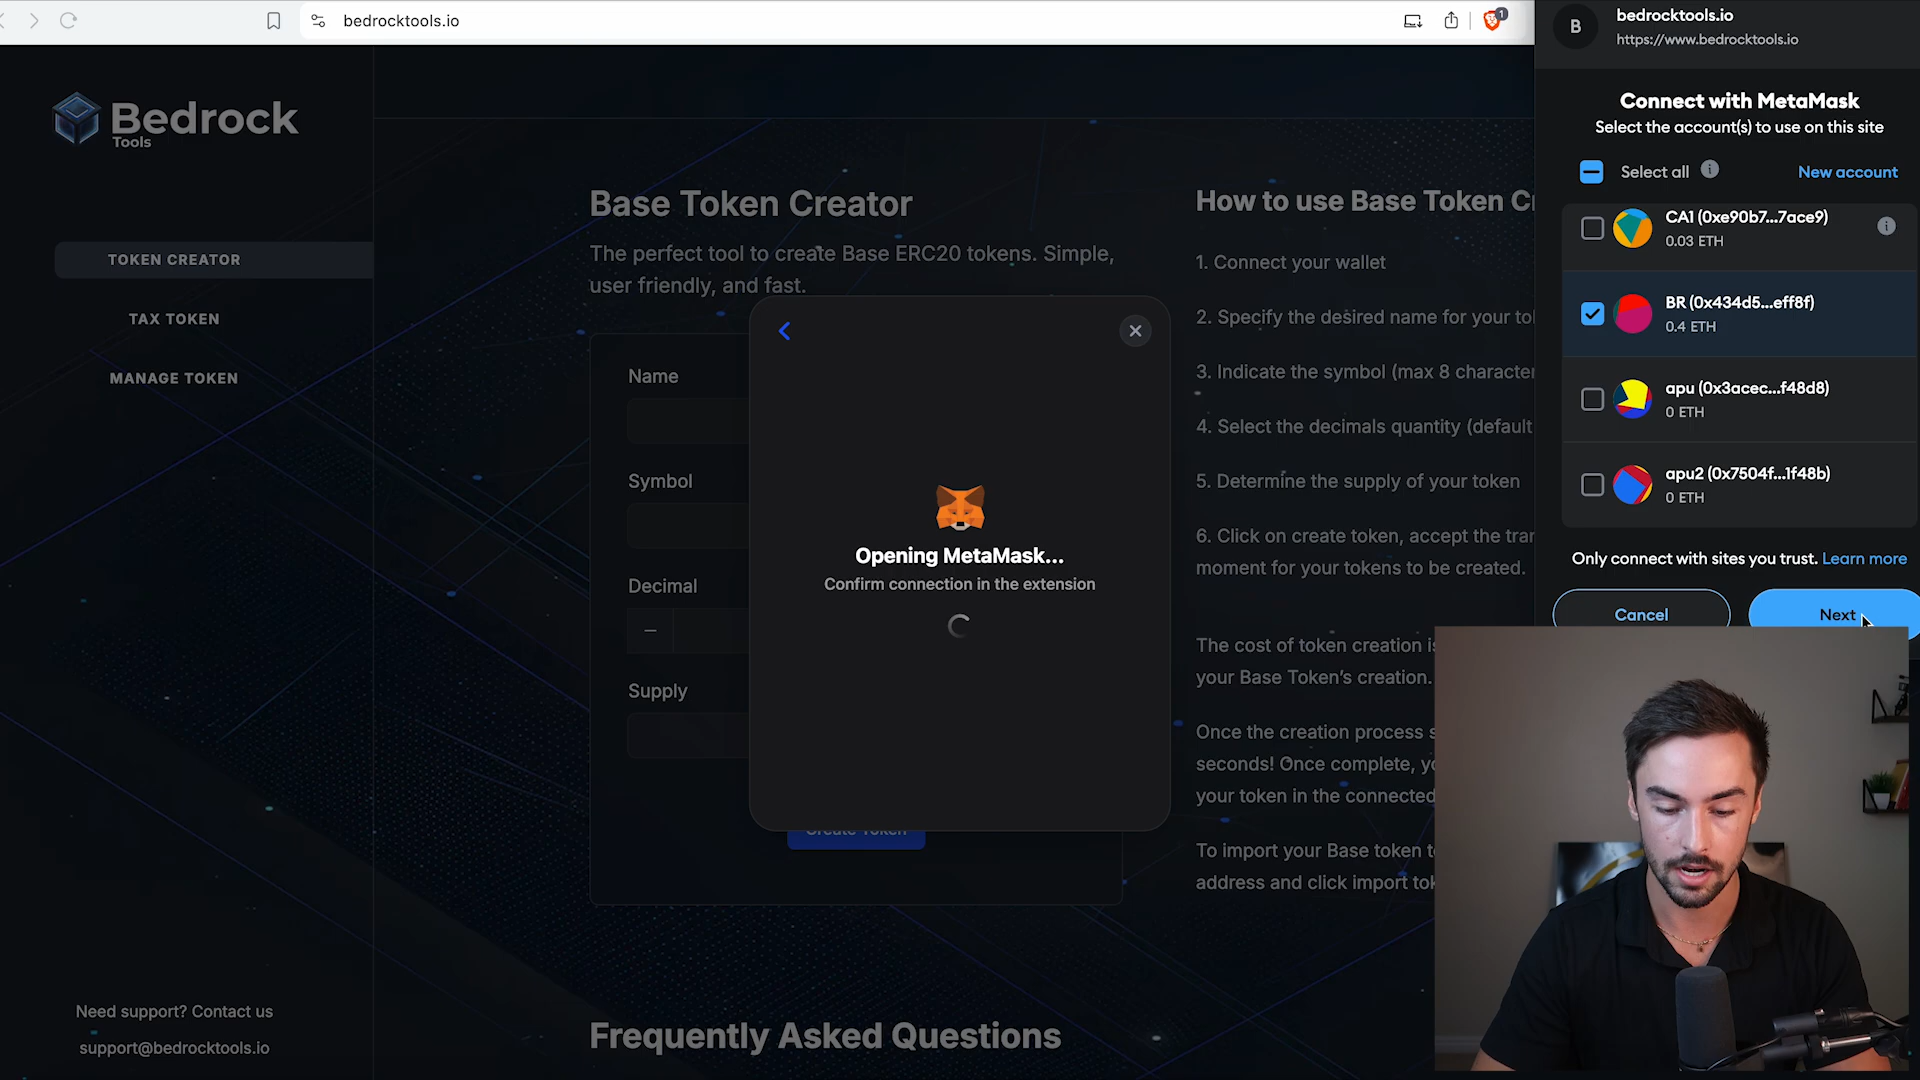 bedrocktools.io
1
Bedrock
Tools
TOKEN CREATOR
TAX TOKEN
MANAGE TOKEN
Need support? Contact us
support@bedrocktools.io
Base Token Creator
The perfect tool to create Base ERC20 tokens. Simple,
user friendly, and fast.
Name
Symbol
Decimal
Supply
Create Token
Opening MetaMask...
Confirm connection in the extension
Frequently Asked Questions
How to use Base Token
1. Connect your wallet
2. Specify the desired name for your
3. Indicate the symbol (max 8
4. Select the decimals quantity (default
5. Determine the supply of your token
6. Click on create token, accept the
moment for your tokens to be created.
The cost of token creation
your Base Token's creation.
Once the creation process
seconds! Once complete,
your token in the connected
To import your Base token
address and click import
B
bedrocktools.io
https://www.bedrocktools.io
Connect with MetaMask
Select the account(s) to use on this site
Select all
New account
CA1 (0xe90b7...7ace9)
0.03 ETH
BR (0x434d5...eff8f)
0.4 ETH
apu (0x3acec...f48d8)
0 ETH
apu2 (0x7504f...1f48b)
0 ETH
Only connect with sites you trust. Learn more
Cancel
Next